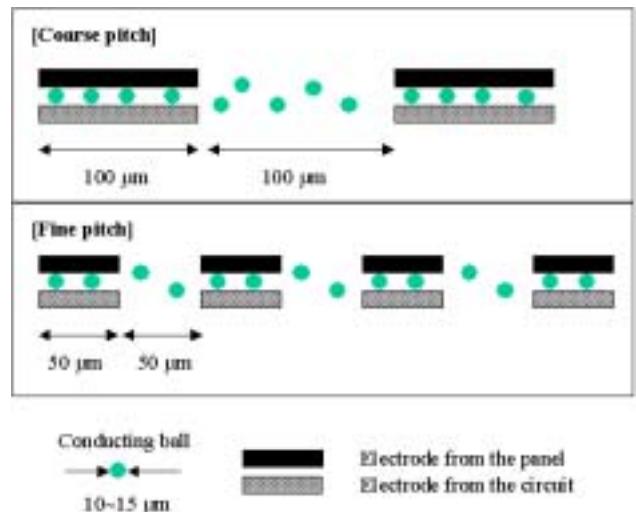 [Course pitch]
100 µm
100 µm
[Fine pitch]
50 µm
50 µm
Conducting ball
10~15 µm
Electrode from the panel
Electrode from the circuit